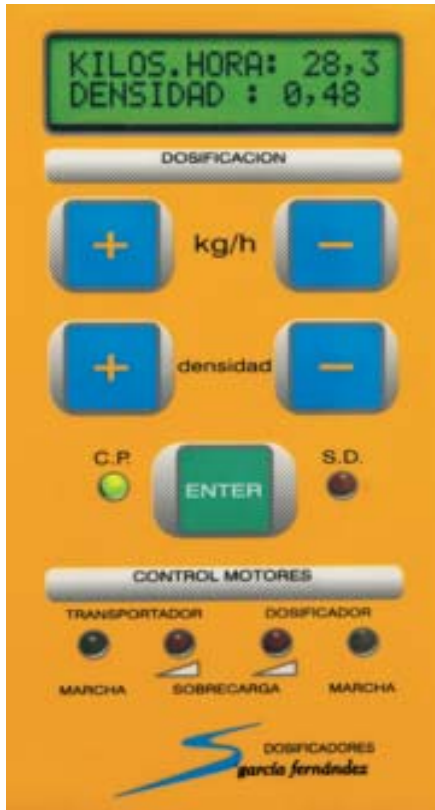 KILOS.HORA: 28,3
DENSIDAD : 0,48
DOSIFICACION
+ kg/h −
+ densidad −
C.P. S.D.
ENTER
CONTROL MOTORES
TRANSPORTADOR DOSIFICADOR
MARCHA SOBRECARGA MARCHA
DOSIFICADORES
garcía fernández